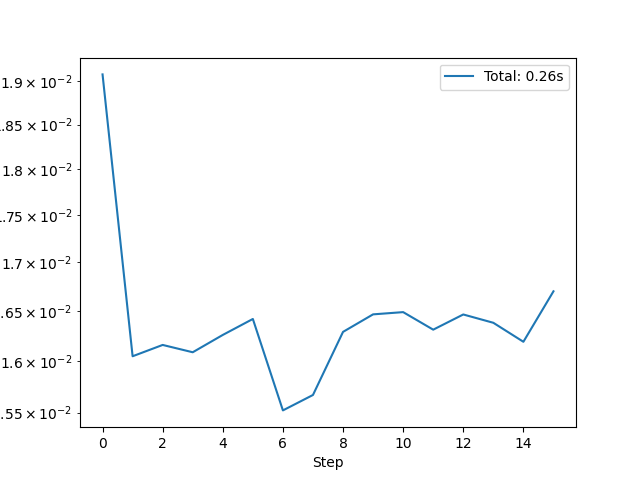 Total: 0.26s
1.9 × 10⁻²
.85 × 10⁻²
1.8 × 10⁻²
.75 × 10⁻²
1.7 × 10⁻²
.65 × 10⁻²
1.6 × 10⁻²
.55 × 10⁻²
0 2 4 6 8 10 12 14
Step